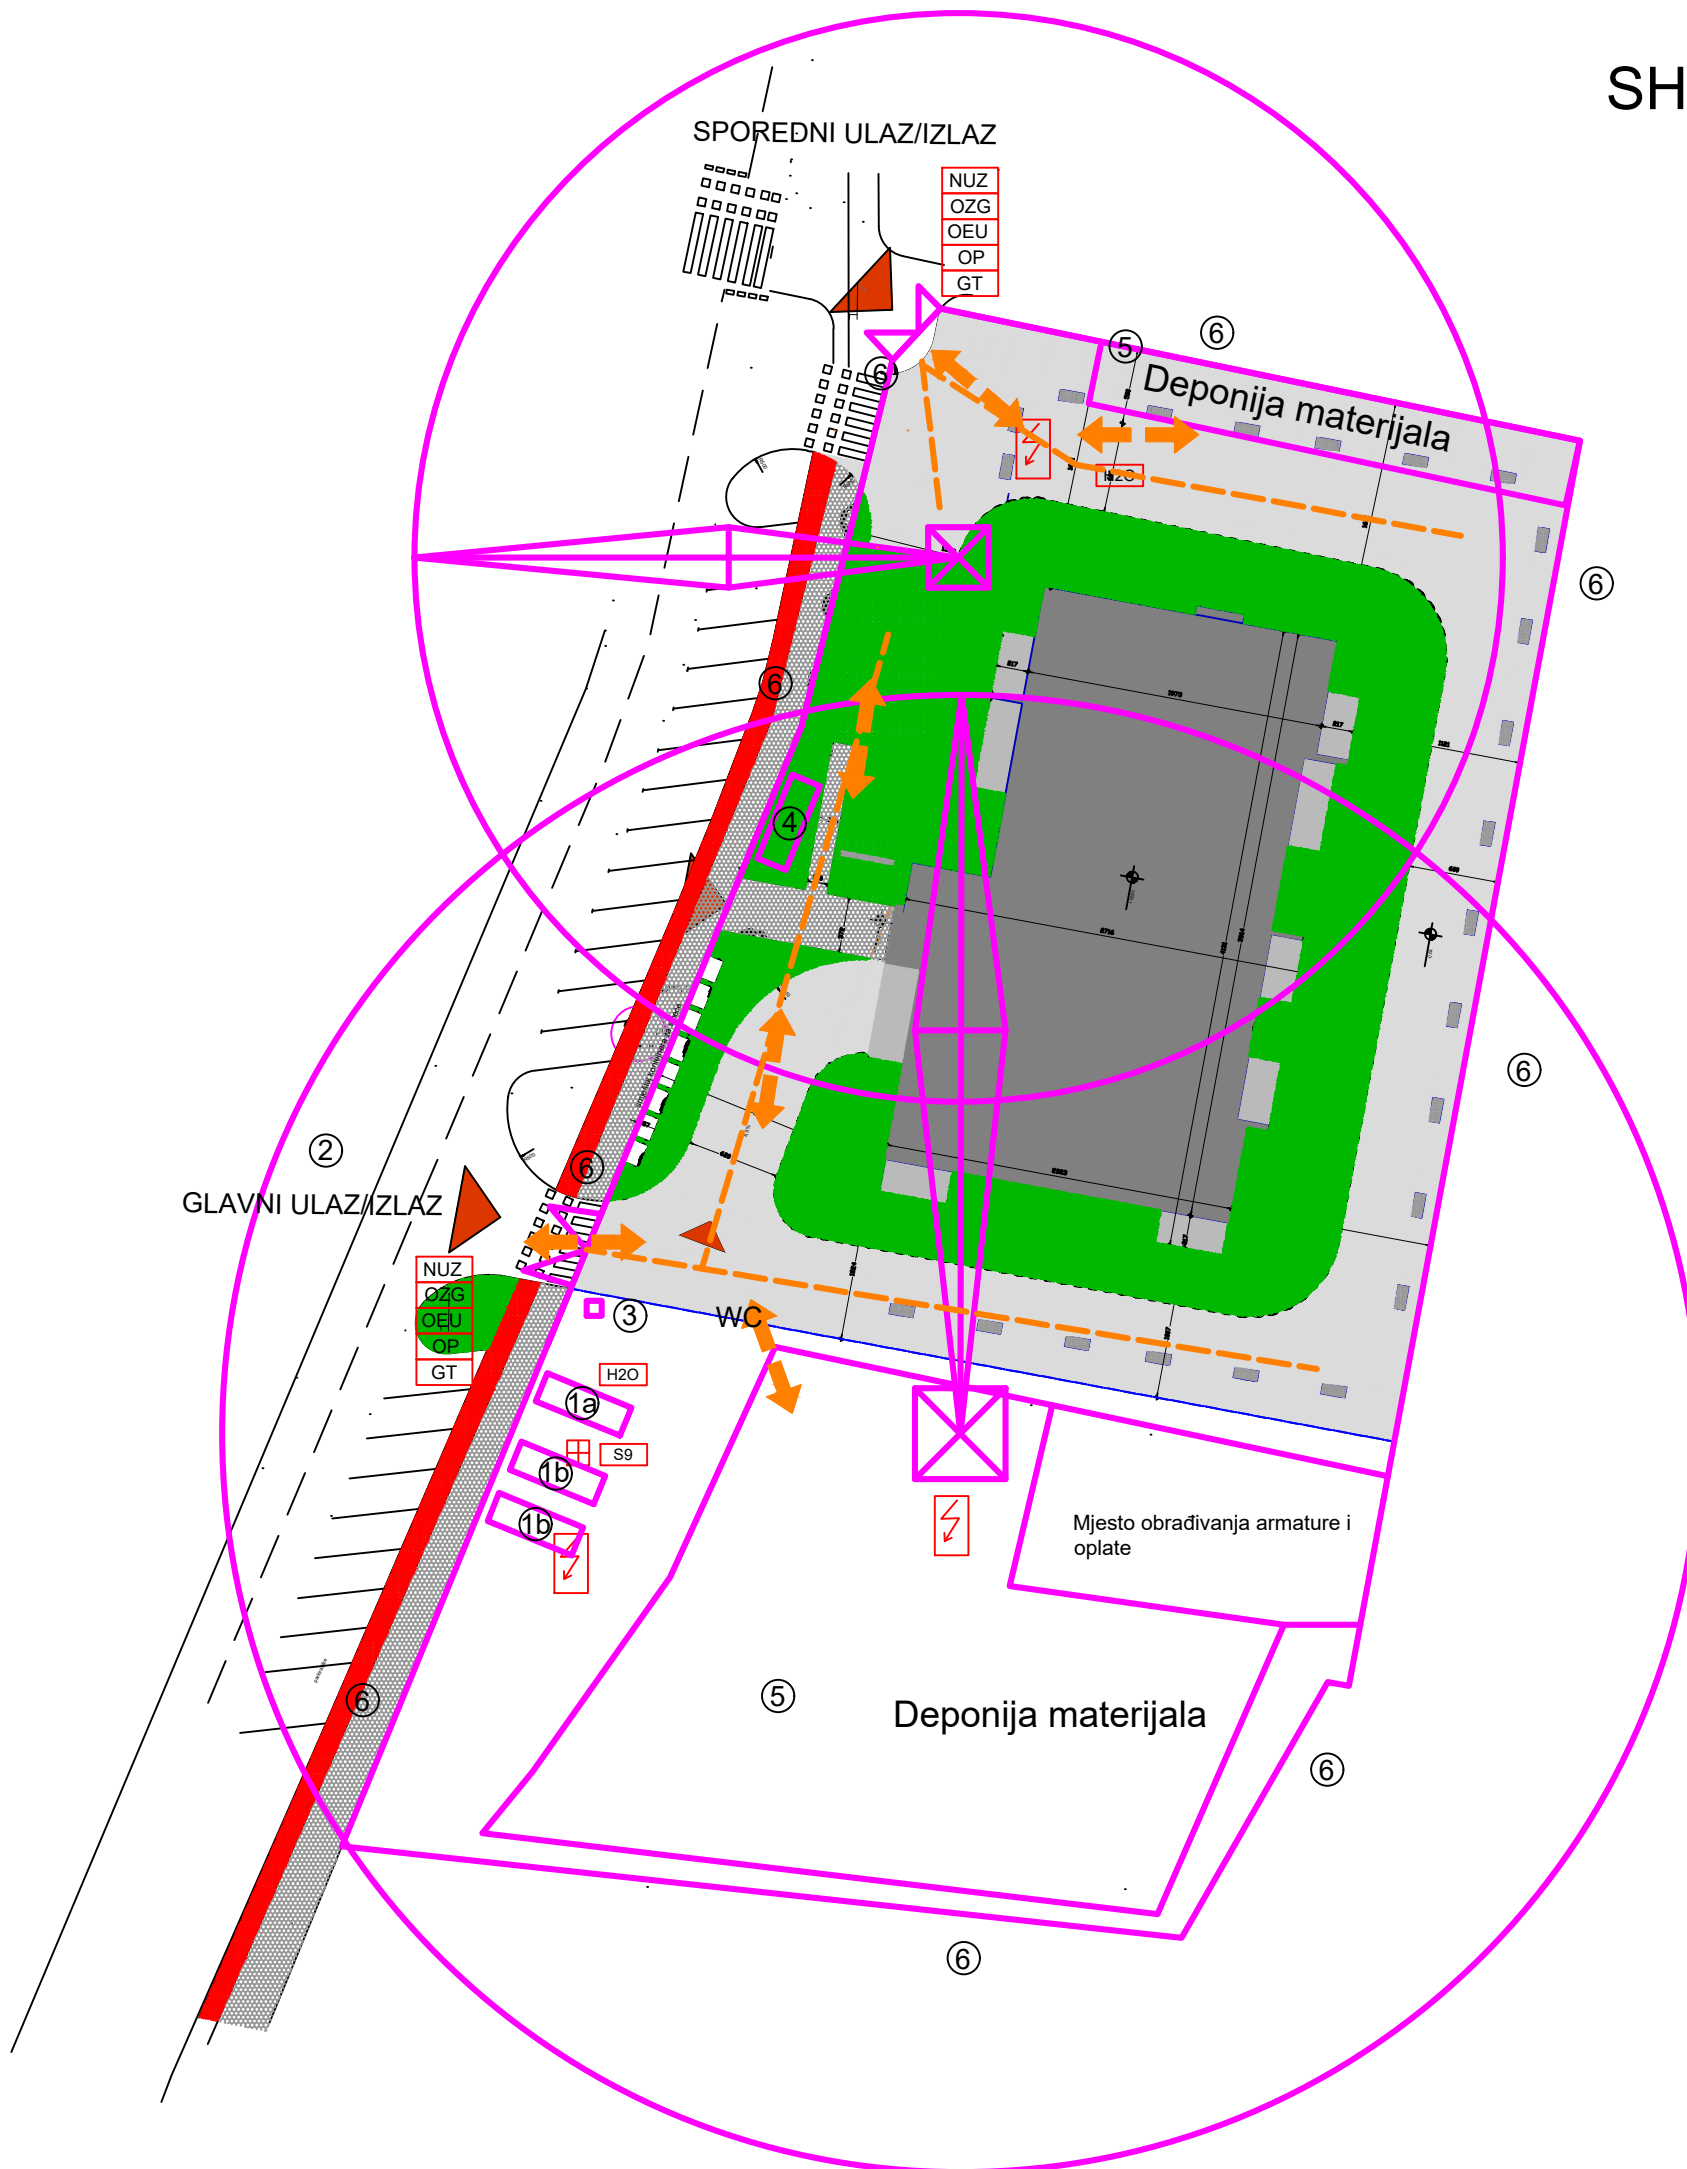 SH
SPOREDNI ULAZ/IZLAZ
NUZ
OZG
OEU
OP
GT
6
5
6
Deponija materijala
H2O
6
6
4
6
2
6
GLAVNI ULAZ/IZLAZ
NUZ
OZG
OEU
OP
GT
3
WC
H2O
1a
S9
1b
1b
Mjesto obrađivanja armature i
oplate
6
5
Deponija materijala
6
6